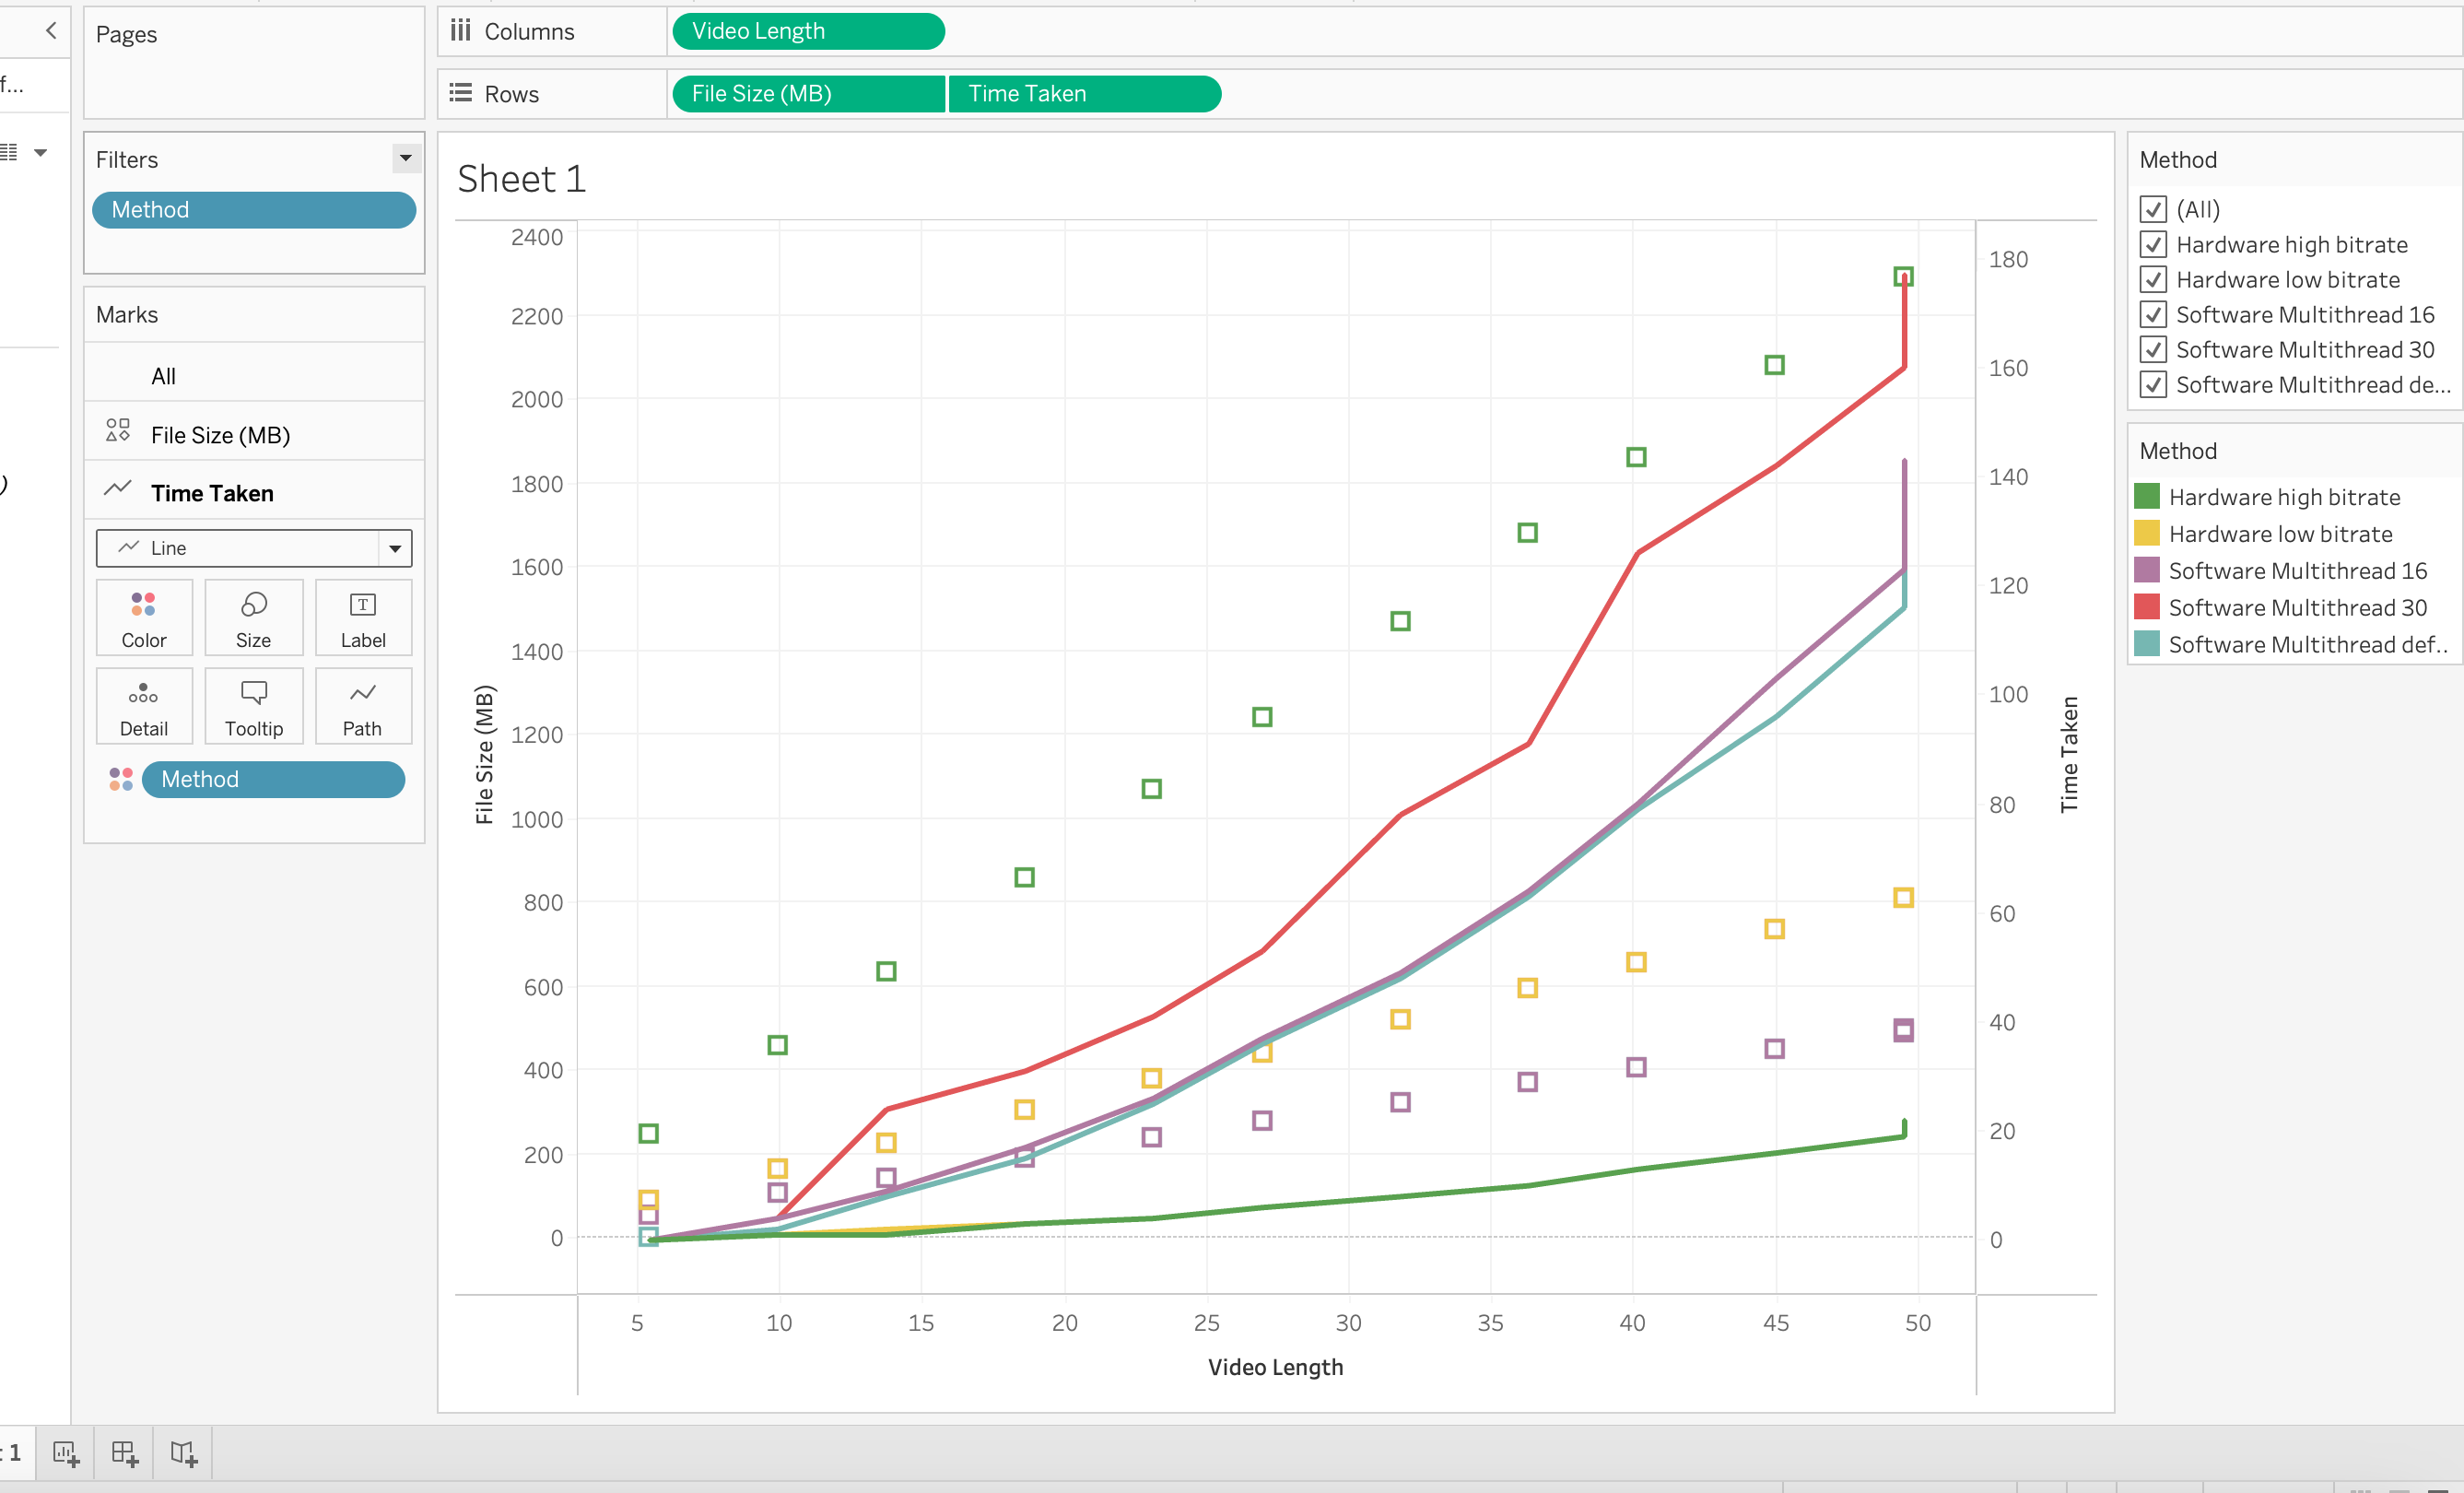 Pages
Columns
Video Length
f...
Rows
File Size (MB)
Time Taken
Filters
Method
Marks
All
File Size (MB)
Time Taken
Line
Color
Size
Label
Detail
Tooltip
Path
Method
)
Sheet 1
2400
2200
2000
1800
1600
1400
1200
1000
800
600
400
200
0
File Size (MB)
180
160
140
120
100
80
60
40
20
0
Time Taken
5
10
15
20
25
30
35
40
45
50
Video Length
Method
(All)
Hardware high bitrate
Hardware low bitrate
Software Multithread 16
Software Multithread 30
Software Multithread de...
Method
Hardware high bitrate
Hardware low bitrate
Software Multithread 16
Software Multithread 30
Software Multithread def..
: 1